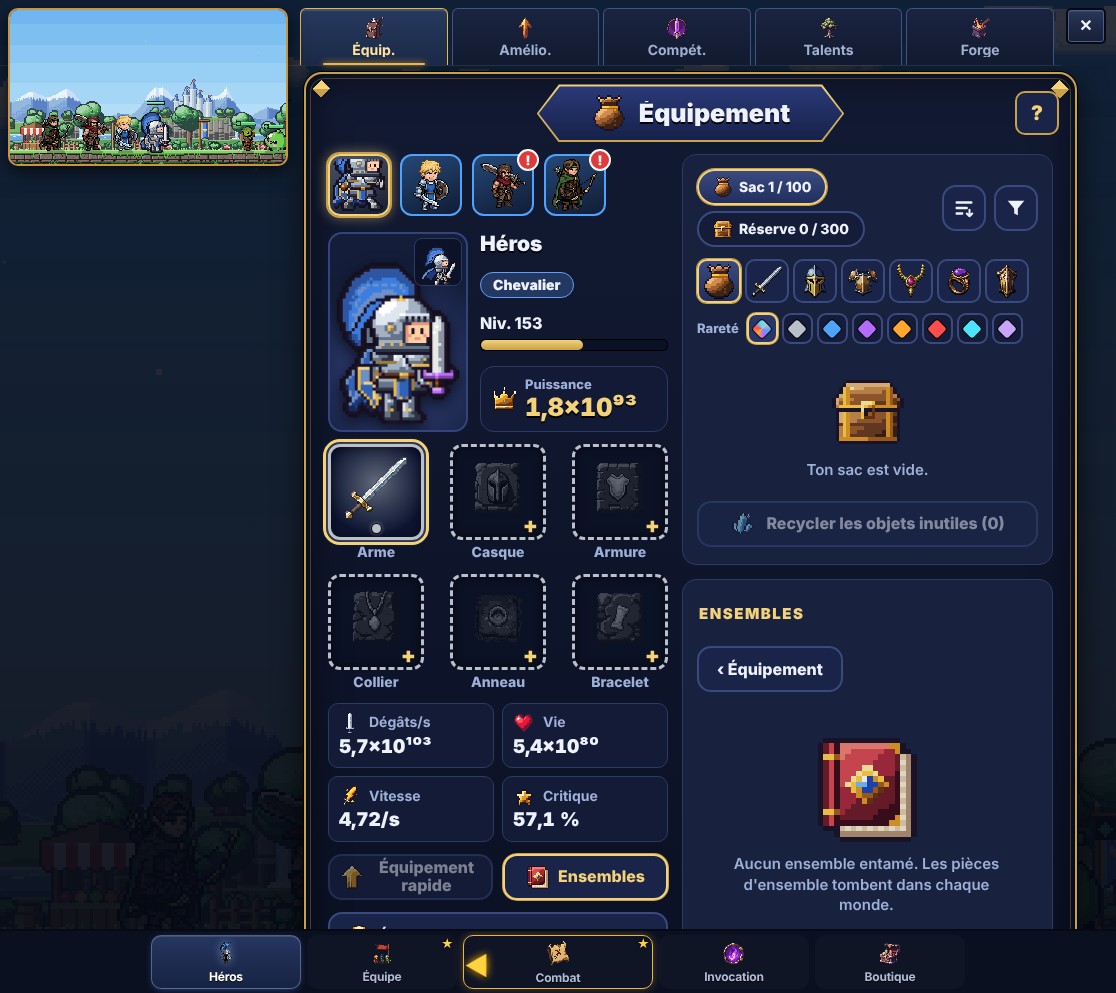 Équip.
Amélio.
Compét.
Talents
Forge
×
Équipement
?
!
!
Héros
Chevalier
Niv. 153
Puissance
1,8×10⁹³
Arme
Casque
Armure
Collier
Anneau
Bracelet
Dégâts/s
5,7×10¹⁰³
Vie
5,4×10⁸⁰
Vitesse
4,72/s
Critique
57,1 %
Équipement
rapide
Ensembles
Sac 1 / 100
Réserve 0 / 300
Rareté
Ton sac est vide.
Recycler les objets inutiles (0)
ENSEMBLES
‹ Équipement
Aucun ensemble entamé. Les pièces
d'ensemble tombent dans chaque
monde.
Héros
Équipe
Combat
Invocation
Boutique